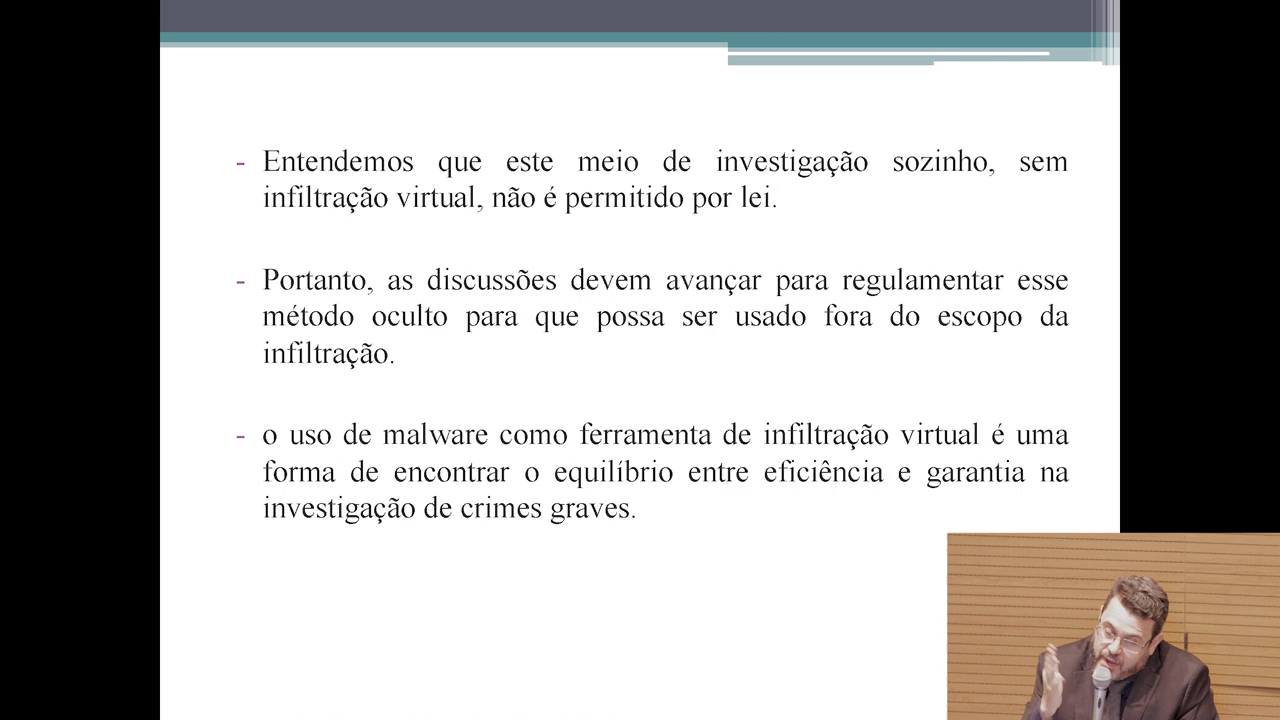 - Entendemos que este meio de investigação sozinho, sem
infiltração virtual, não é permitido por lei.
- Portanto, as discussões devem avançar para regulamentar esse
método oculto para que possa ser usado fora do escopo da
infiltração.
- o uso de malware como ferramenta de infiltração virtual é uma
forma de encontrar o equilíbrio entre eficiência e garantia na
investigação de crimes graves.